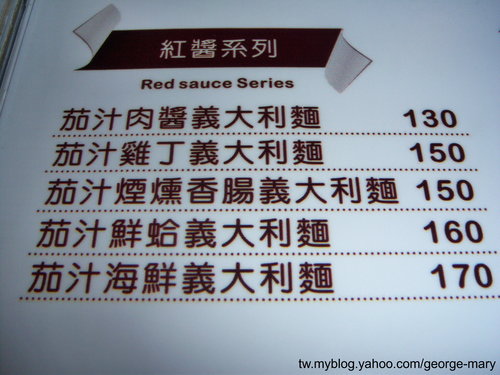 紅醬系列
Red sauce Series
茄汁肉醬義大利麵 130
茄汁雞丁義大利麵 150
茄汁煙燻香腸義大利麵 150
茄汁鮮蛤義大利麵 160
茄汁海鮮義大利麵 170
tw.myblog.yahoo.com/george-mary